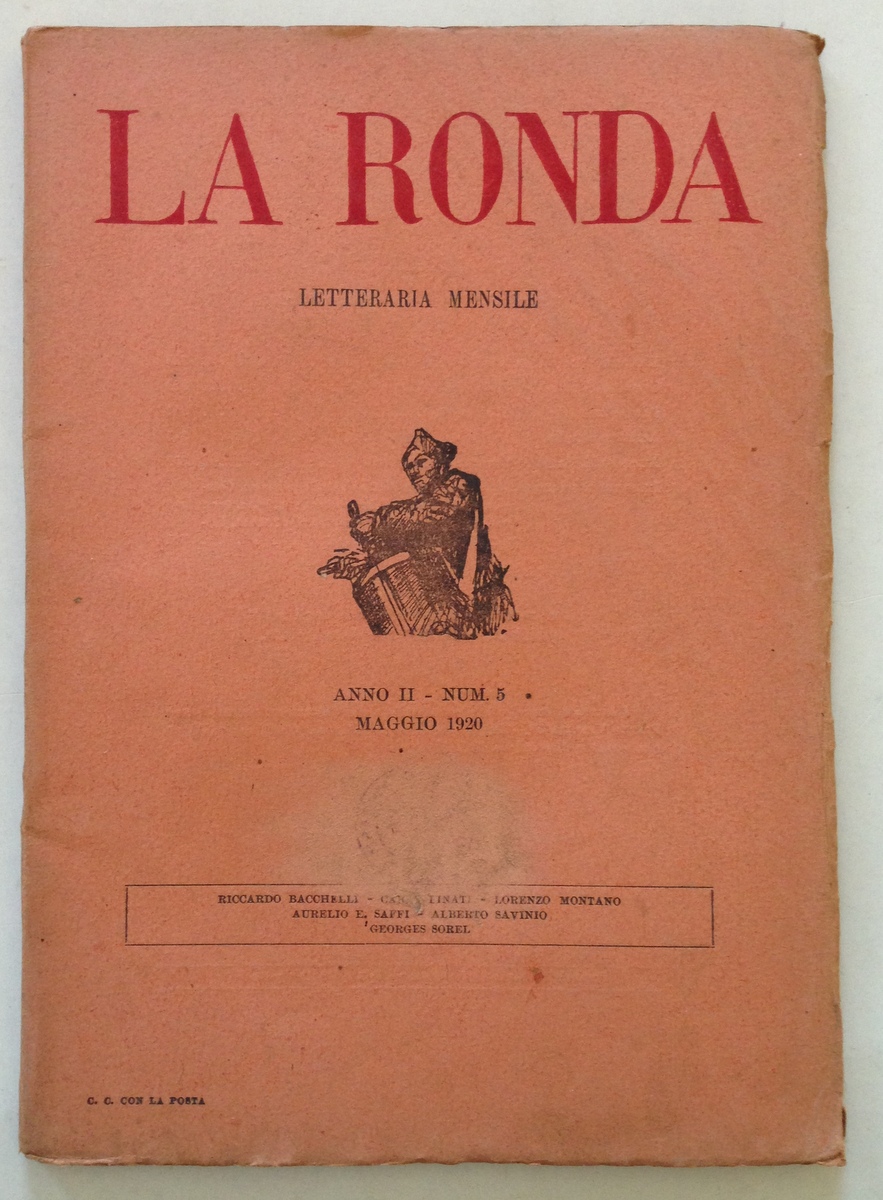 LA RONDA
LETTERARIA MENSILE
ANNO II - NUM. 5
MAGGIO 1920
RICCARDO BACCHELLI - LINATI - LORENZO MONTANO
AURELIO E. SAFFI - ALBERTO SAVINIO
GEORGES SOREL
C. C. CON LA POSTA